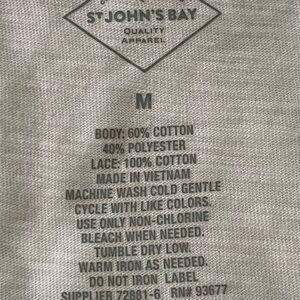 ST JOHN'S BAY
QUALITY
APPAREL
M
BODY: 60% COTTON
40% POLYESTER
LACE: 100% COTTON
MADE IN VIETNAM
MACHINE WASH COLD GENTLE
CYCLE WITH LIKE COLORS.
USE ONLY NON-CHLORINE
BLEACH WHEN NEEDED.
TUMBLE DRY LOW.
WARM IRON AS NEEDED.
DO NOT IRON LABEL
SUPPLIER 72881-6 RN# 93677